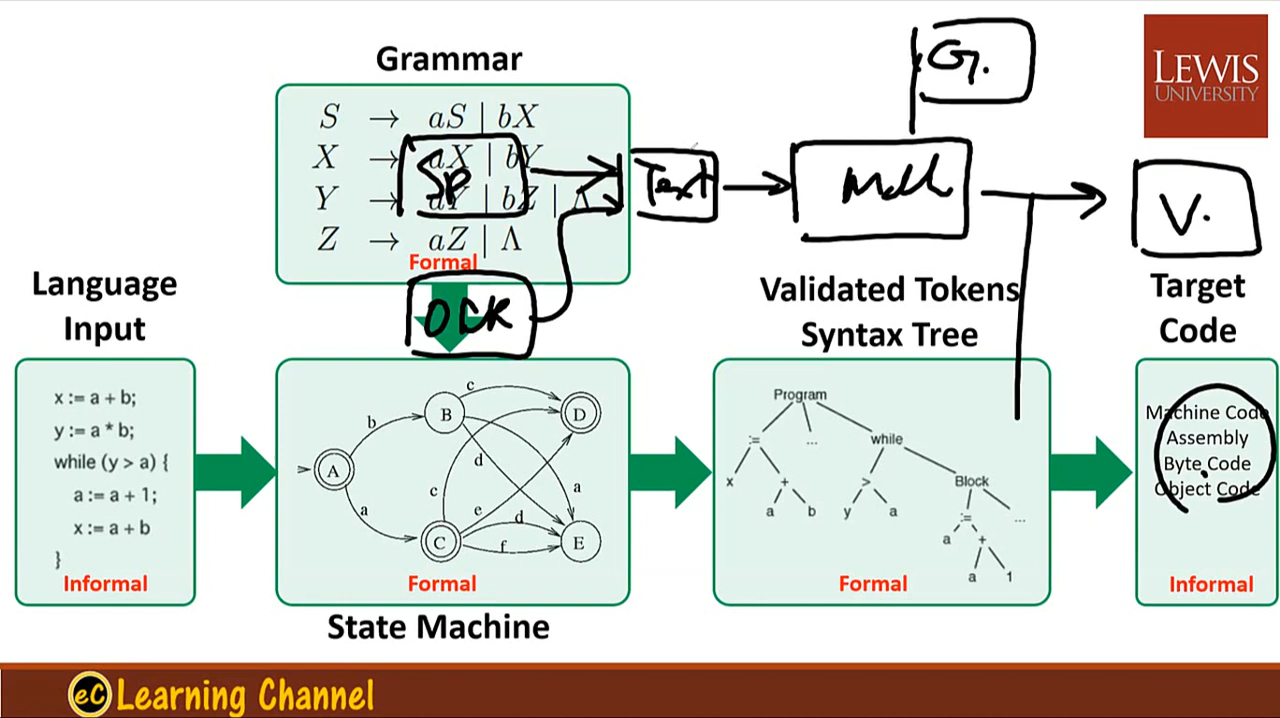 Grammar
S → aS | bX
X → aX | bY
Y → aY | bZ | Λ
Z → aZ | Λ
Formal
Sp
OCR
Text
G.
V.
LEWIS
UNIVERSITY
Language
Input
x := a + b;
y := a * b;
while (y > a) {
a := a + 1;
x := a + b
}
Informal
A
B
C
D
E
b
a
c
d
a
c
e
d
f
Formal
State Machine
Validated Tokens
Syntax Tree
Program
:=
...
while
x
+
>
Block
a
b
y
a
:=
...
a
+
a
1
Formal
Target
Code
Machine Code
Assembly
Byte Code
Object Code
Informal
eC Learning Channel